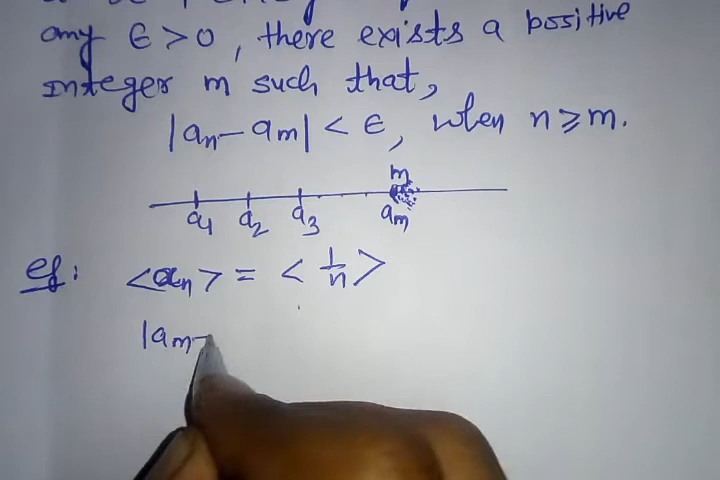 any ϵ > 0, there exists a positive
Integer m such that,
|aₙ - aₘ| < ϵ, when n ⩾ m.
m
a₁ a₂ a₃ aₘ
eg: <aₙ> = < 1/n >
|aₘ -